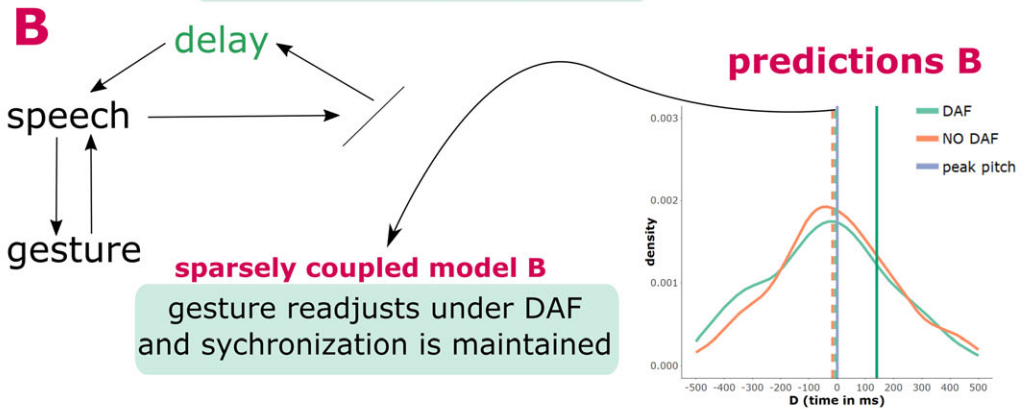 B
delay
speech
gesture
sparsely coupled model B
gesture readjusts under DAF
and sychronization is maintained
predictions B
DAF
NO DAF
peak pitch
density
0.003
0.002
0.001
0.000
-500 -400 -300 -200 -100 0 100 200 300 400 500
D (time in ms)